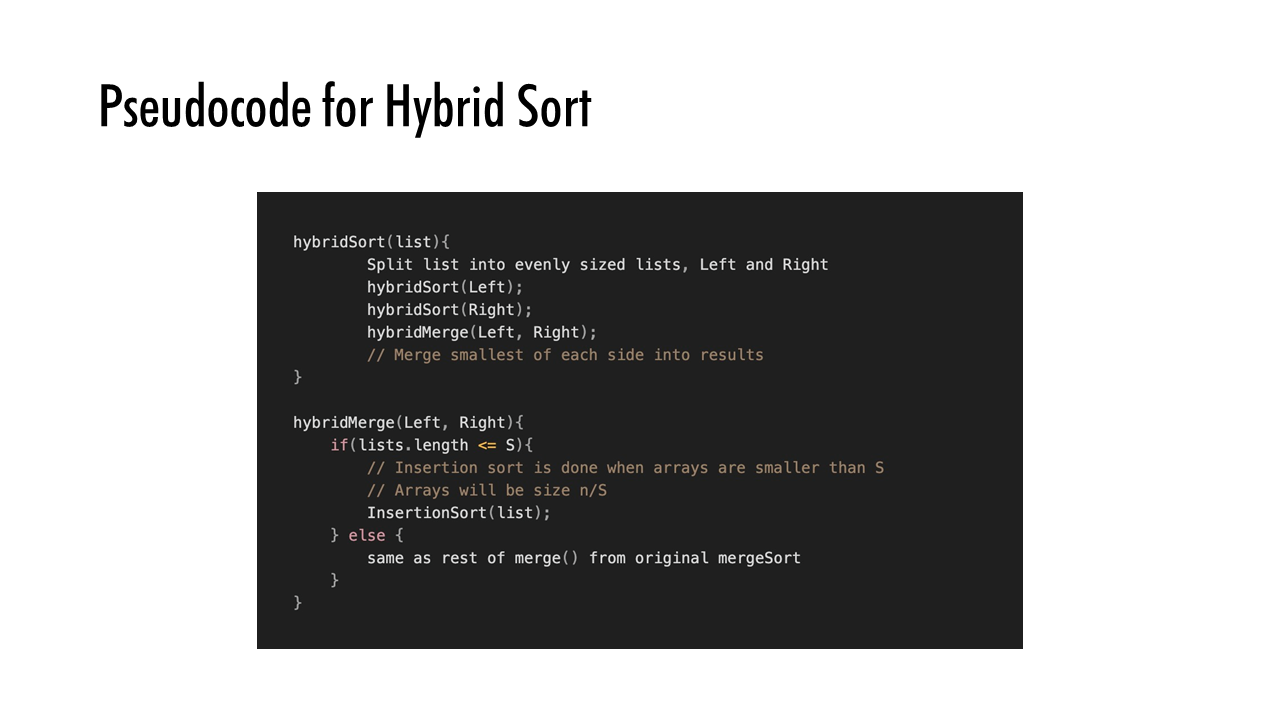 Pseudocode for Hybrid Sort
hybridSort(list){
        Split list into evenly sized lists, Left and Right
        hybridSort(Left);
        hybridSort(Right);
        hybridMerge(Left, Right);
        // Merge smallest of each side into results
}
hybridMerge(Left, Right){
    if(lists.length <= S){
        // Insertion sort is done when arrays are smaller than S
        // Arrays will be size n/S
        InsertionSort(list);
    } else {
        same as rest of merge() from original mergeSort
    }
}